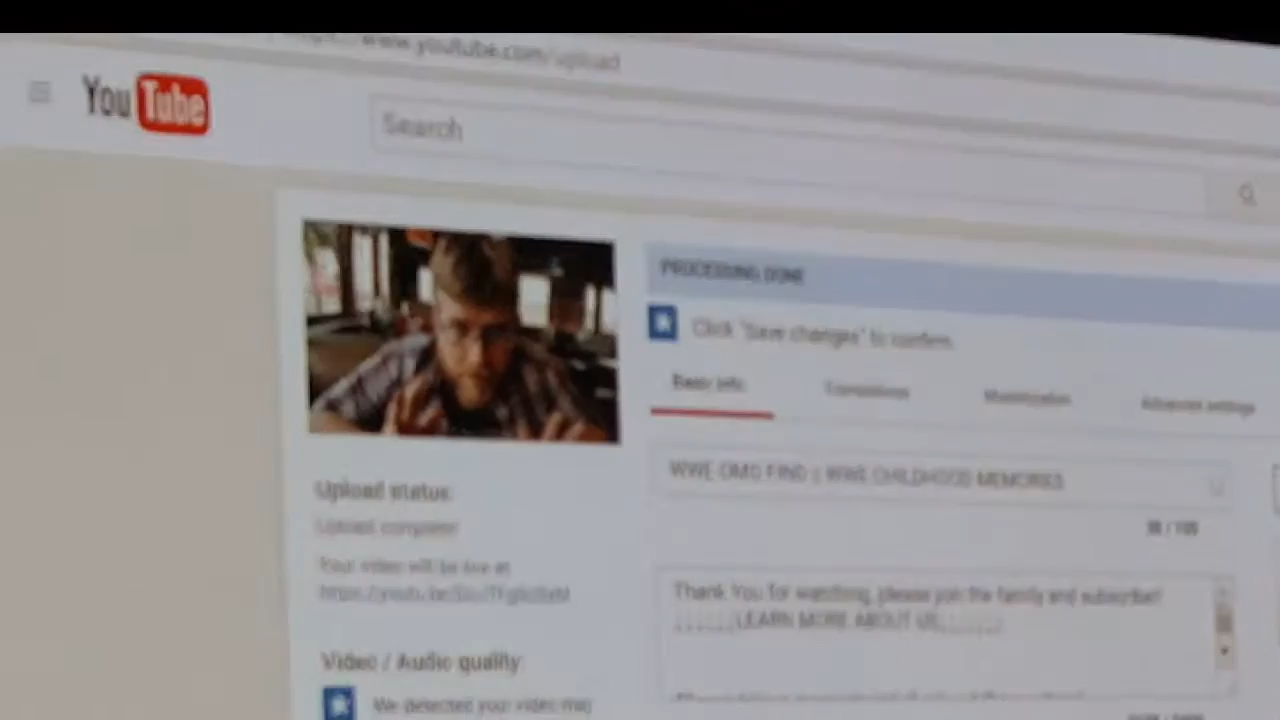 www.youtube.com/upload
YouTube
Search
PROCESSING DONE
Click "Save changes" to confirm.
Basic info
Translations
Monetization
Advanced settings
WWE OMG FIND || WWE CHILDHOOD MEMORIES
Upload status:
Upload complete
Your video will be live at
Thank You for watching, please join the family and subscribe!
LEARN MORE ABOUT US
Video / Audio quality
We detected your video may